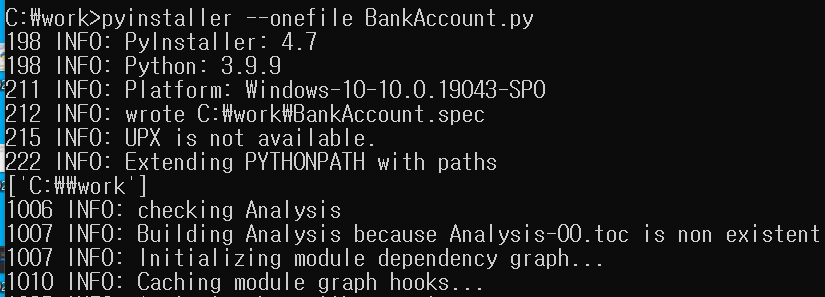 C:₩work>pyinstaller --onefile BankAccount.py
198 INFO: PyInstaller: 4.7
198 INFO: Python: 3.9.9
211 INFO: Platform: Windows-10-10.0.19043-SP0
212 INFO: wrote C:₩work₩BankAccount.spec
215 INFO: UPX is not available.
222 INFO: Extending PYTHONPATH with paths
['C:₩₩work']
1006 INFO: checking Analysis
1007 INFO: Building Analysis because Analysis-00.toc is non existent
1007 INFO: Initializing module dependency graph...
1010 INFO: Caching module graph hooks...